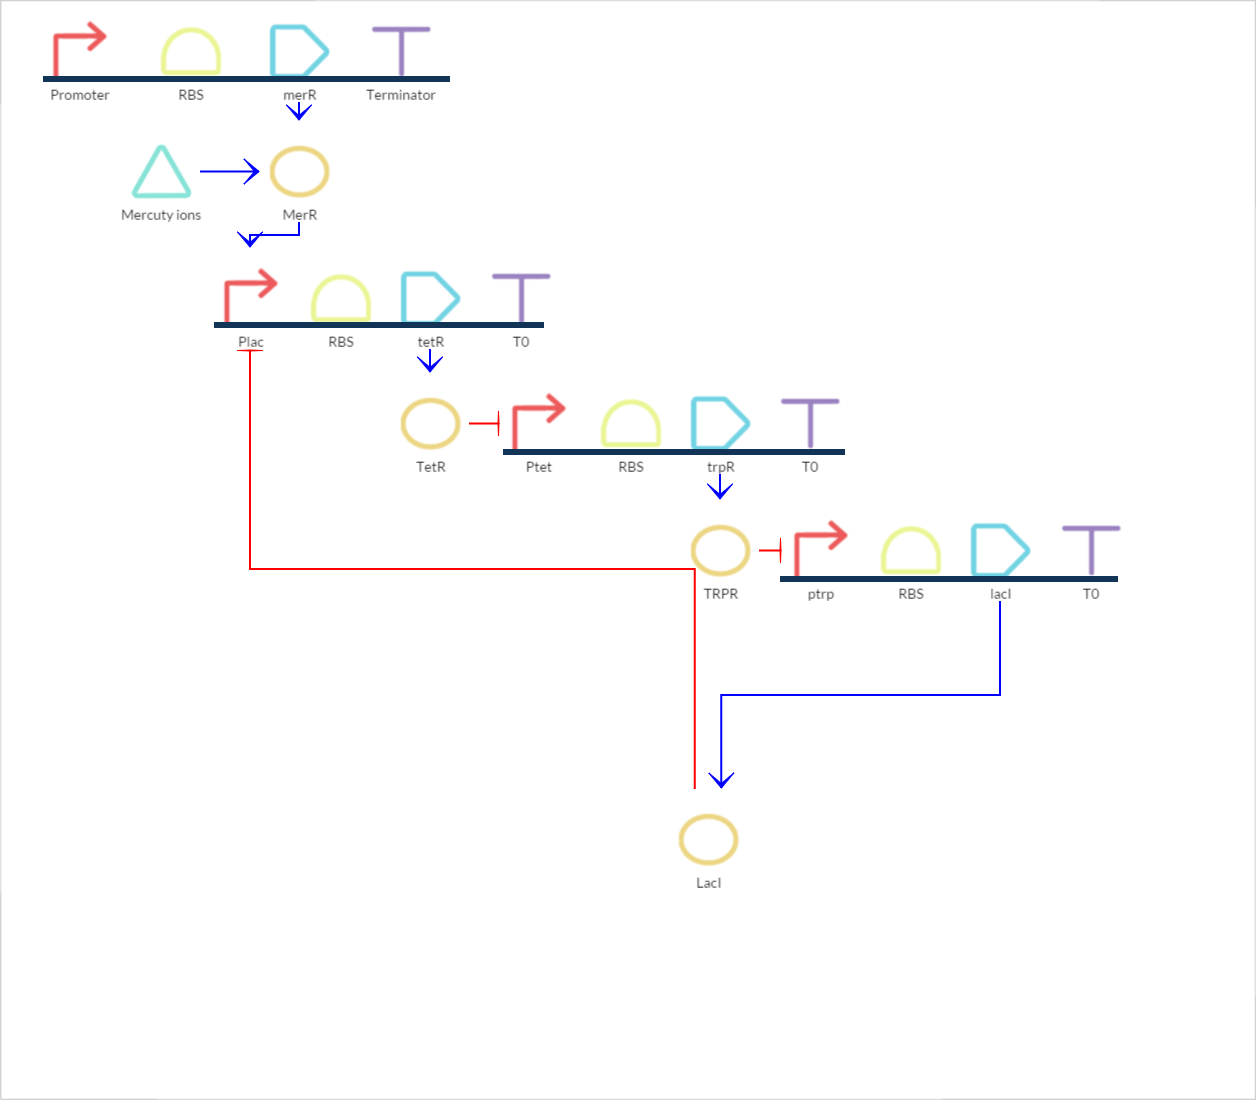 Promoter RBS merR Terminator
Mercuty ions MerR
Plac RBS tetR T0
TetR Ptet RBS trpR T0
TRPR ptrp RBS lacI T0
LacI